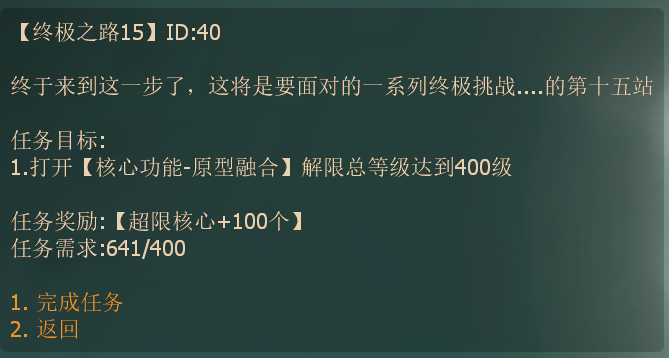 【终极之路15】ID:40
终于来到这一步了，这将是要面对的一系列终极挑战....的第十五站
任务目标:
1.打开【核心功能-原型融合】解限总等级达到400级
任务奖励:【超限核心+100个】
任务需求:641/400
1. 完成任务
2. 返回